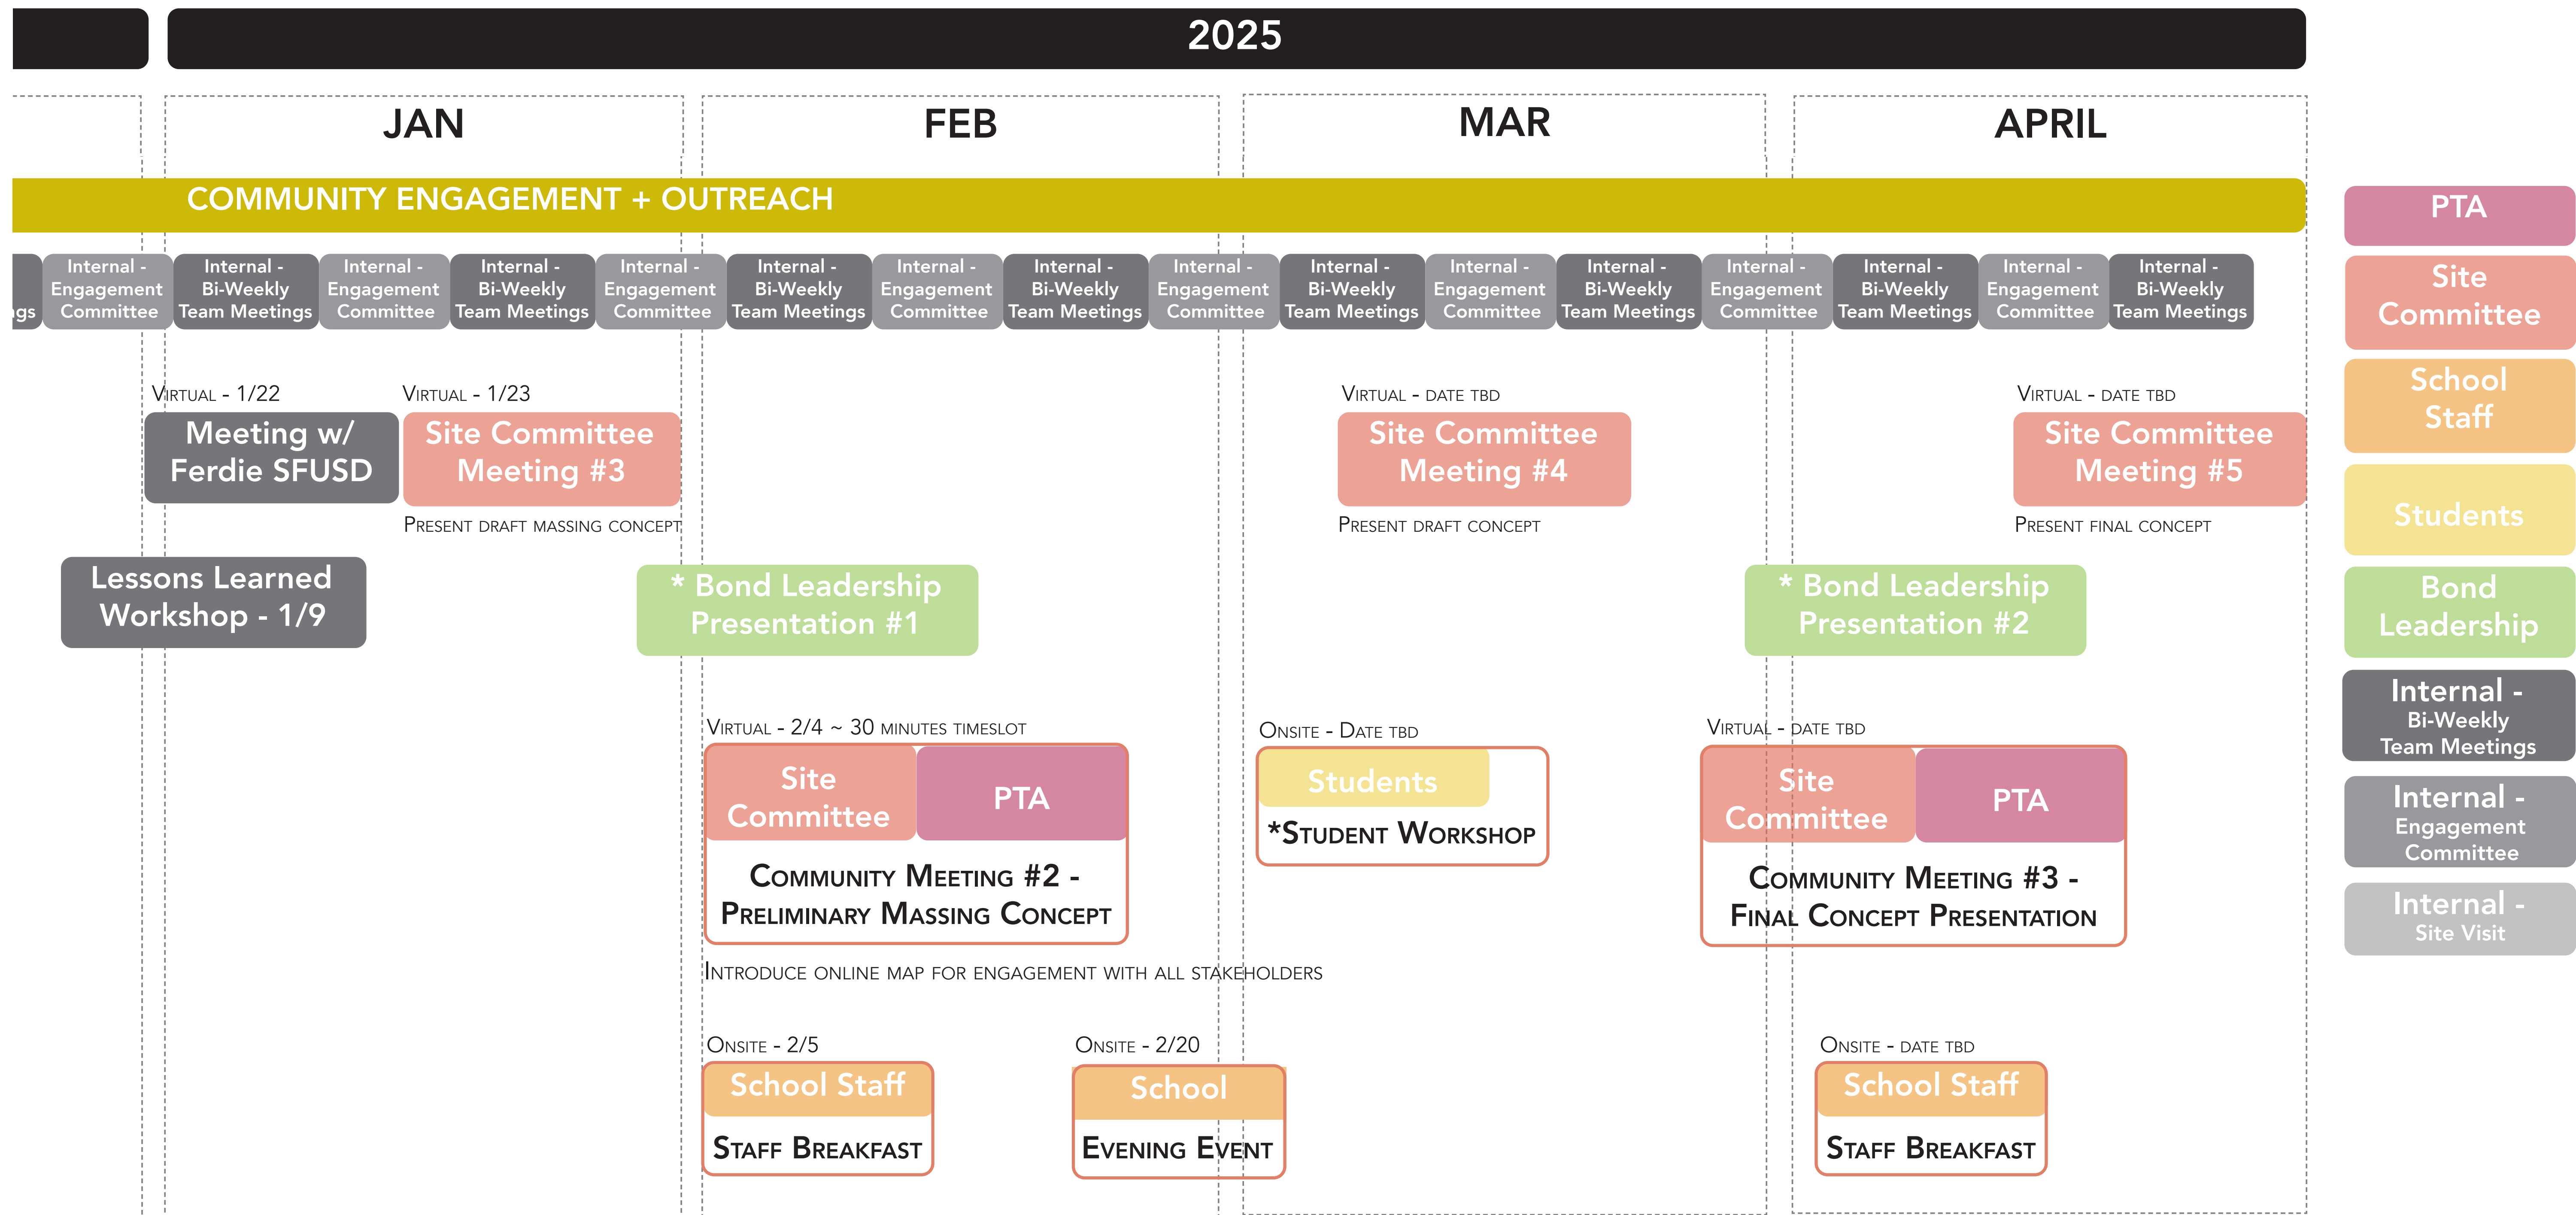 2025
JAN
FEB
MAR
APRIL
COMMUNITY ENGAGEMENT + OUTREACH
ngs
Internal -
Engagement
Committee
Internal -
Bi-Weekly
Team Meetings
Internal -
Engagement
Committee
Internal -
Bi-Weekly
Team Meetings
Internal -
Engagement
Committee
Internal -
Bi-Weekly
Team Meetings
Internal -
Engagement
Committee
Internal -
Bi-Weekly
Team Meetings
Internal -
Engagement
Committee
Internal -
Bi-Weekly
Team Meetings
Internal -
Engagement
Committee
Internal -
Bi-Weekly
Team Meetings
Internal -
Engagement
Committee
Internal -
Bi-Weekly
Team Meetings
Internal -
Engagement
Committee
Internal -
Bi-Weekly
Team Meetings
Virtual - 1/22
Meeting w/
Ferdie SFUSD
Virtual - 1/23
Site Committee
Meeting #3
Present draft massing concept
Virtual - date tbd
Site Committee
Meeting #4
Present draft concept
Virtual - date tbd
Site Committee
Meeting #5
Present final concept
Lessons Learned
Workshop - 1/9
* Bond Leadership
Presentation #1
* Bond Leadership
Presentation #2
Virtual - 2/4 ~ 30 minutes timeslot
Site
Committee
PTA
Community Meeting #2 -
Preliminary Massing Concept
Introduce online map for engagement with all stakeholders
Onsite - Date tbd
Students
*Student Workshop
Virtual - date tbd
Site
Committee
PTA
Community Meeting #3 -
Final Concept Presentation
Onsite - 2/5
School Staff
Staff Breakfast
Onsite - 2/20
School
Evening Event
Onsite - date tbd
School Staff
Staff Breakfast
PTA
Site
Committee
School
Staff
Students
Bond
Leadership
Internal -
Bi-Weekly
Team Meetings
Internal -
Engagement
Committee
Internal -
Site Visit